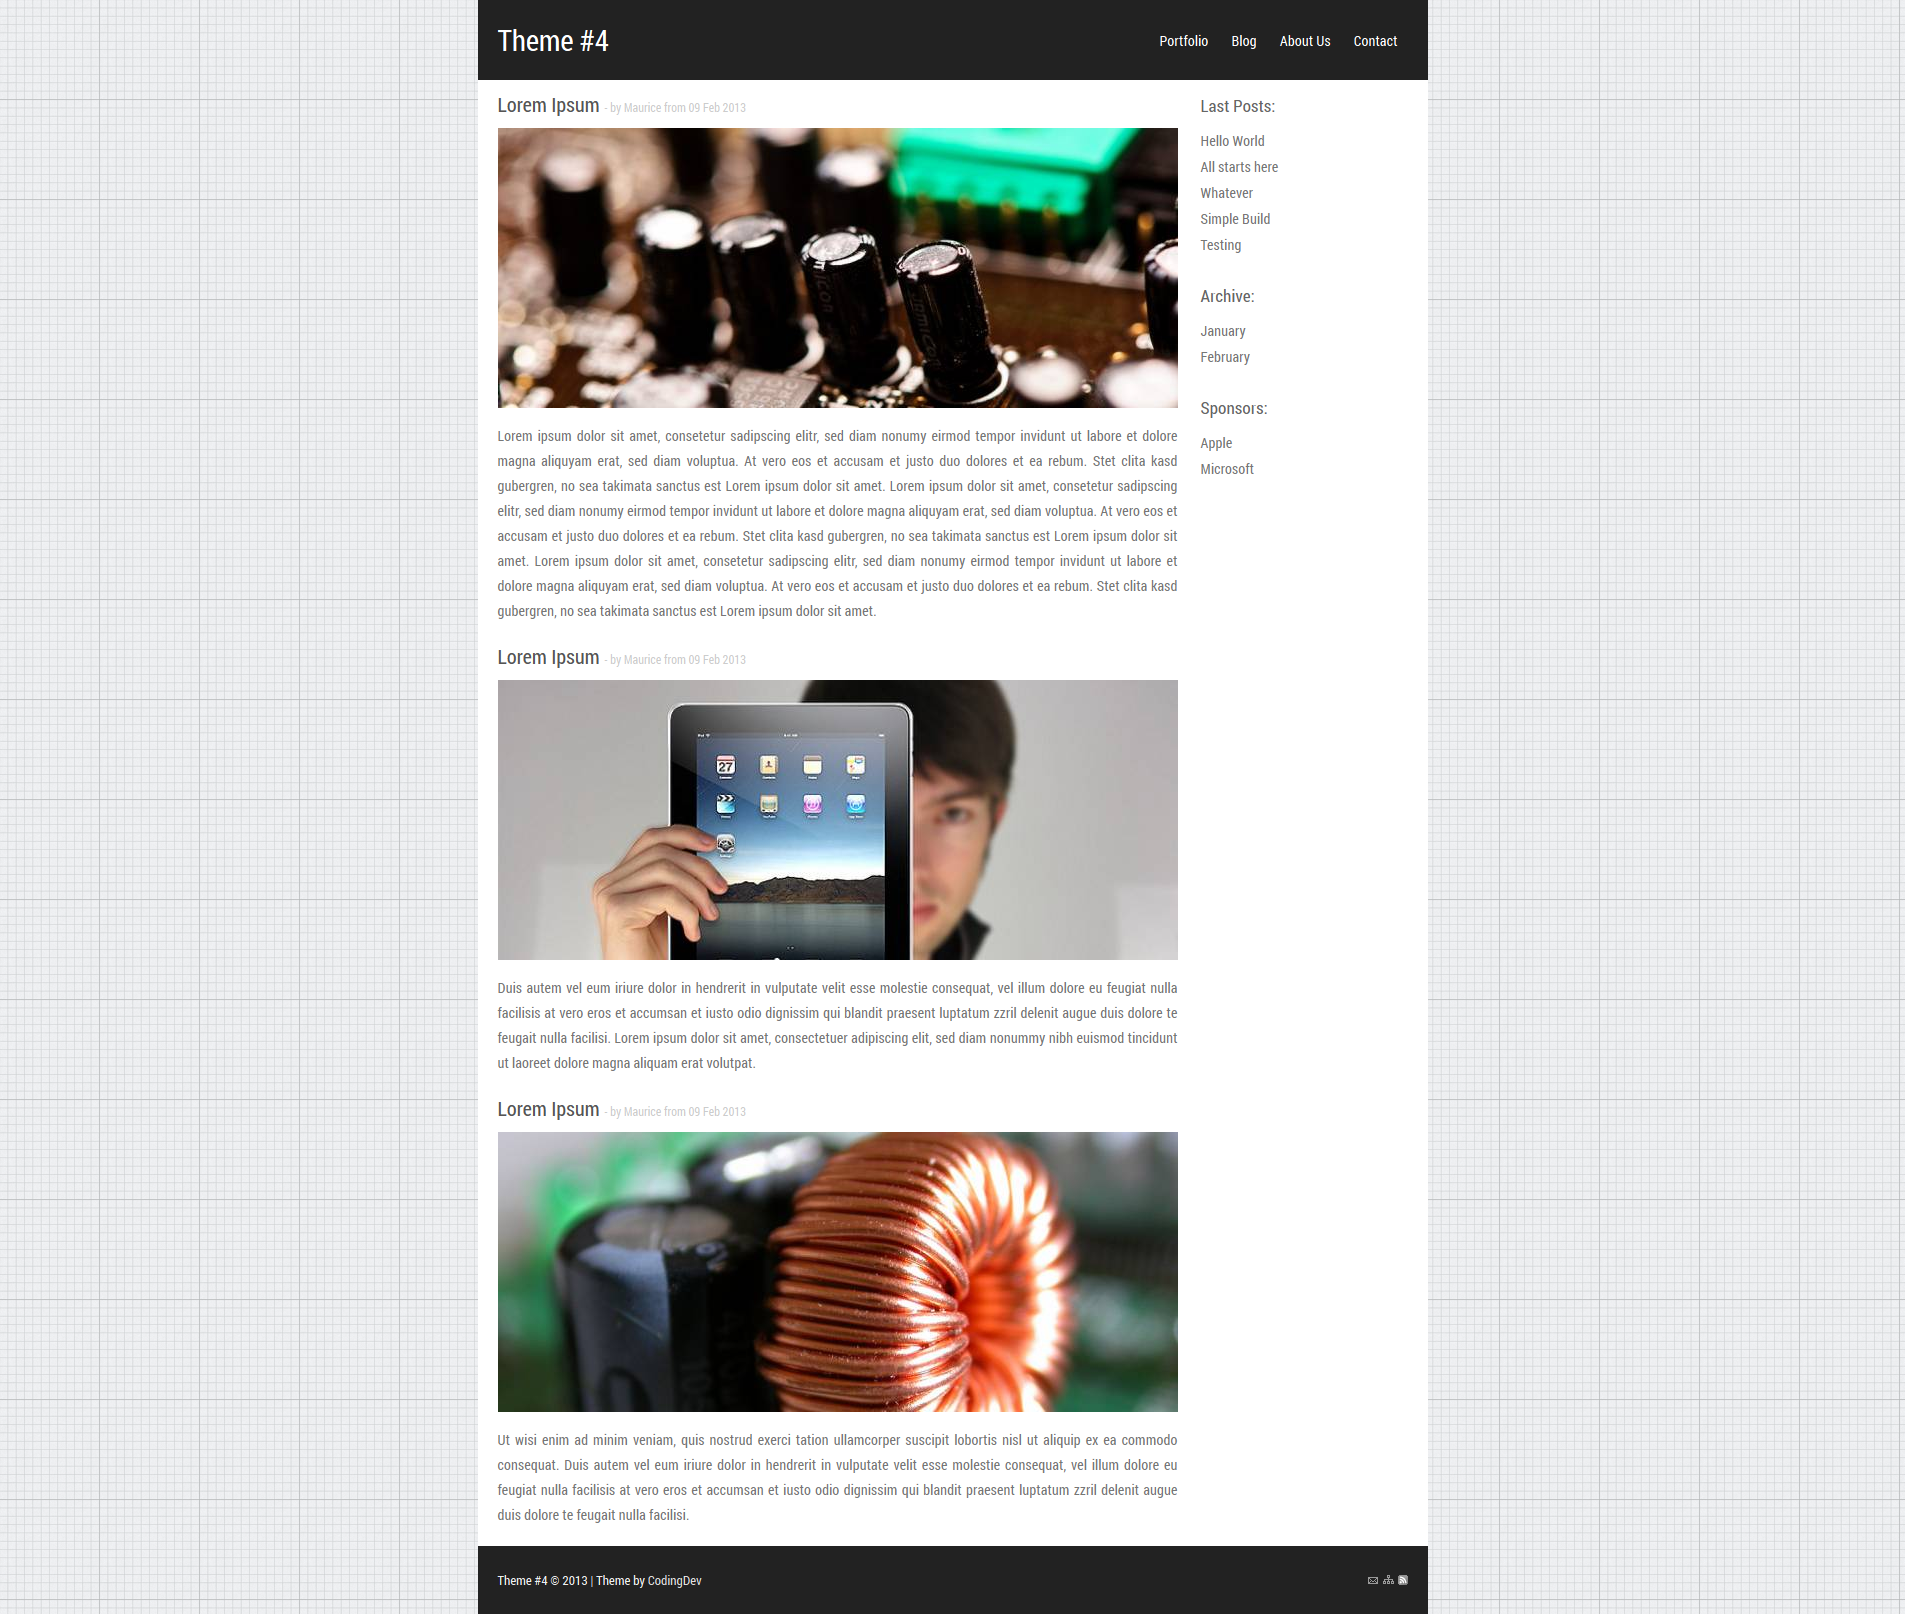 Theme #4
Portfolio Blog About Us Contact
Lorem Ipsum - by Maurice from 09 Feb 2013
Lorem ipsum dolor sit amet, consetetur sadipscing elitr, sed diam nonumy eirmod tempor invidunt ut labore et dolore
magna aliquyam erat, sed diam voluptua. At vero eos et accusam et justo duo dolores et ea rebum. Stet clita kasd
gubergren, no sea takimata sanctus est Lorem ipsum dolor sit amet. Lorem ipsum dolor sit amet, consetetur sadipscing
elitr, sed diam nonumy eirmod tempor invidunt ut labore et dolore magna aliquyam erat, sed diam voluptua. At vero eos et
accusam et justo duo dolores et ea rebum. Stet clita kasd gubergren, no sea takimata sanctus est Lorem ipsum dolor sit
amet. Lorem ipsum dolor sit amet, consetetur sadipscing elitr, sed diam nonumy eirmod tempor invidunt ut labore et
dolore magna aliquyam erat, sed diam voluptua. At vero eos et accusam et justo duo dolores et ea rebum. Stet clita kasd
gubergren, no sea takimata sanctus est Lorem ipsum dolor sit amet.
Lorem Ipsum - by Maurice from 09 Feb 2013
27
Duis autem vel eum iriure dolor in hendrerit in vulputate velit esse molestie consequat, vel illum dolore eu feugiat nulla
facilisis at vero eros et accumsan et iusto odio dignissim qui blandit praesent luptatum zzril delenit augue duis dolore te
feugait nulla facilisi. Lorem ipsum dolor sit amet, consectetuer adipiscing elit, sed diam nonummy nibh euismod tincidunt
ut laoreet dolore magna aliquam erat volutpat.
Lorem Ipsum - by Maurice from 09 Feb 2013
Ut wisi enim ad minim veniam, quis nostrud exerci tation ullamcorper suscipit lobortis nisl ut aliquip ex ea commodo
consequat. Duis autem vel eum iriure dolor in hendrerit in vulputate velit esse molestie consequat, vel illum dolore eu
feugiat nulla facilisis at vero eros et accumsan et iusto odio dignissim qui blandit praesent luptatum zzril delenit augue
duis dolore te feugait nulla facilisi.
Last Posts:
Hello World
All starts here
Whatever
Simple Build
Testing
Archive:
January
February
Sponsors:
Apple
Microsoft
Theme #4 © 2013 | Theme by CodingDev